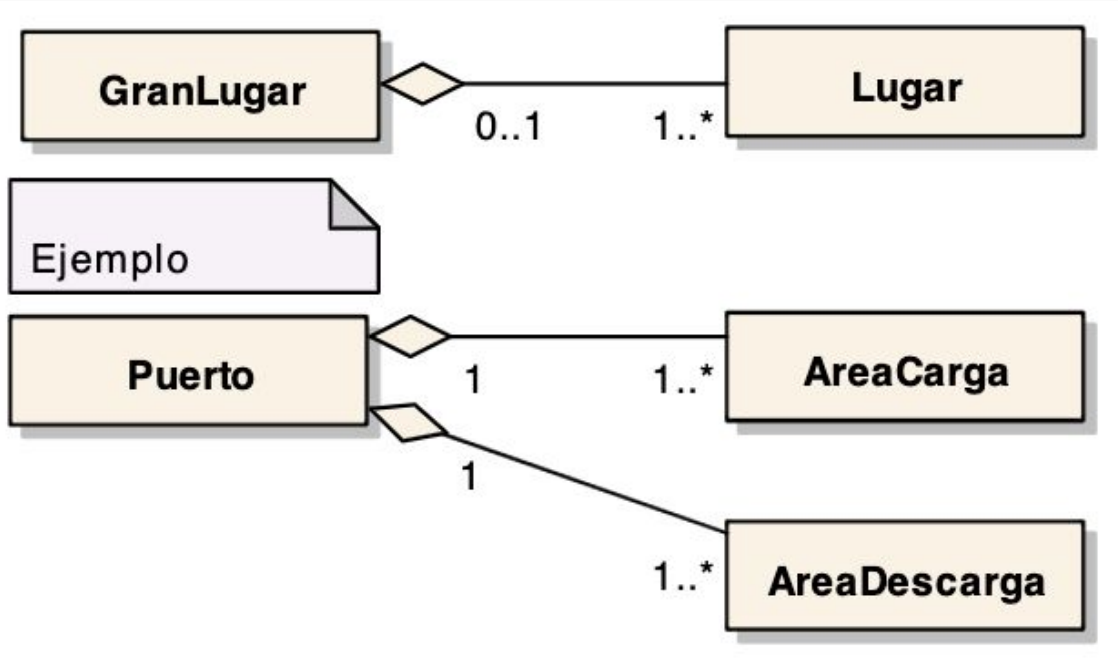 GranLugar
Lugar
0..1
1..*
Ejemplo
Puerto
AreaCarga
1
1..*
1
1..*
AreaDescarga